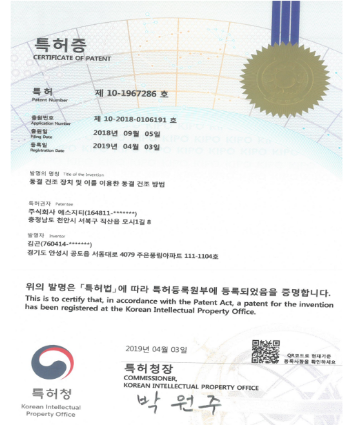 특허증
CERTIFICATE OF PATENT
특허 제 10-1967286 호
Patent Number
출원번호 제 10-2018-0106191 호
Application Number
출원일 2018년 09월 05일
Filing Date
등록일 2019년 04월 03일
Registration Date
발명의 명칭 Title of the Invention
동결 건조 장치 및 이를 이용한 동결 건조 방법
특허권자 Patentee
주식회사 에스지티(164811-*******)
충청남도 천안시 서북구 직산읍 모시1길 8
발명자 Inventor
김곤(760414-*******)
경기도 안성시 공도읍 서동대로 4079 주은풍림아파트 111-1104호
위의 발명은 「특허법」에 따라 특허등록원부에 등록되었음을 증명합니다.
This is to certify that, in accordance with the Patent Act, a patent for the invention
has been registered at the Korean Intellectual Property Office.
2019년 04월 03일
QR코드로 현재기준
등록사항을 확인하세요
특허청
Korean Intellectual
Property Office
특허청장
COMMISSIONER,
KOREAN INTELLECTUAL PROPERTY OFFICE
박원주